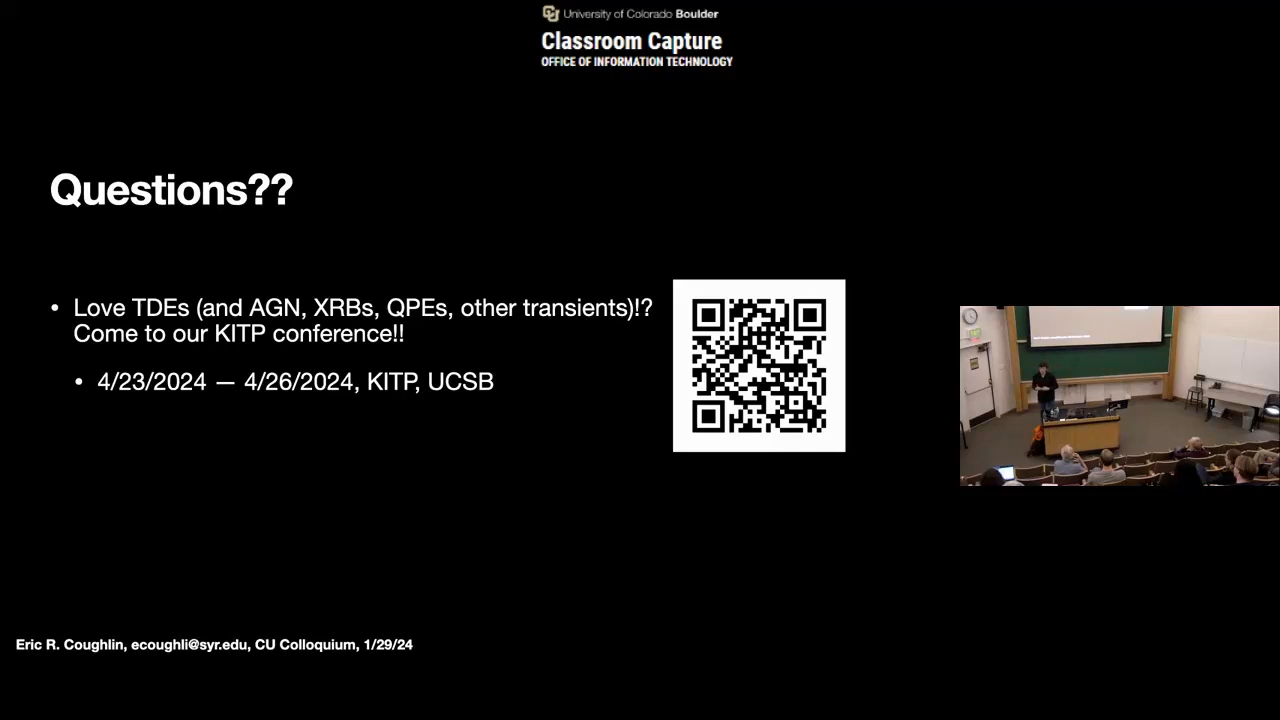 University of Colorado Boulder
Classroom Capture
OFFICE OF INFORMATION TECHNOLOGY
Questions??
• Love TDEs (and AGN, XRBs, QPEs, other transients)!?
Come to our KITP conference!!
• 4/23/2024 — 4/26/2024, KITP, UCSB
Eric R. Coughlin, ecoughli@syr.edu, CU Colloquium, 1/29/24